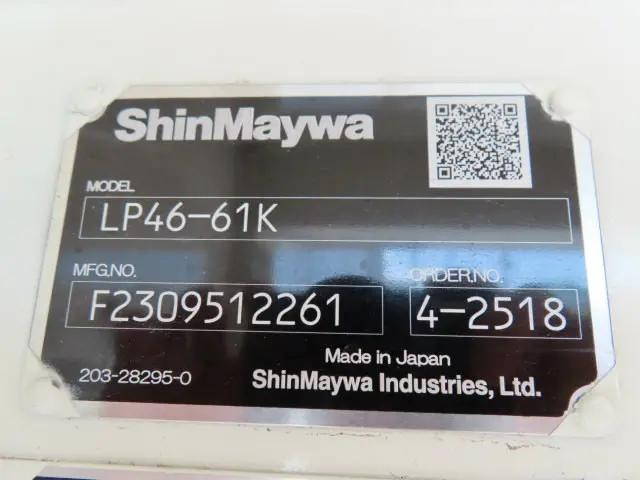 ShinMaywa
MODEL
LP46-61K
MFG.NO.
F2309512261
ORDER.NO.
4-2518
Made in Japan
203-28295-0
ShinMaywa Industries, Ltd.